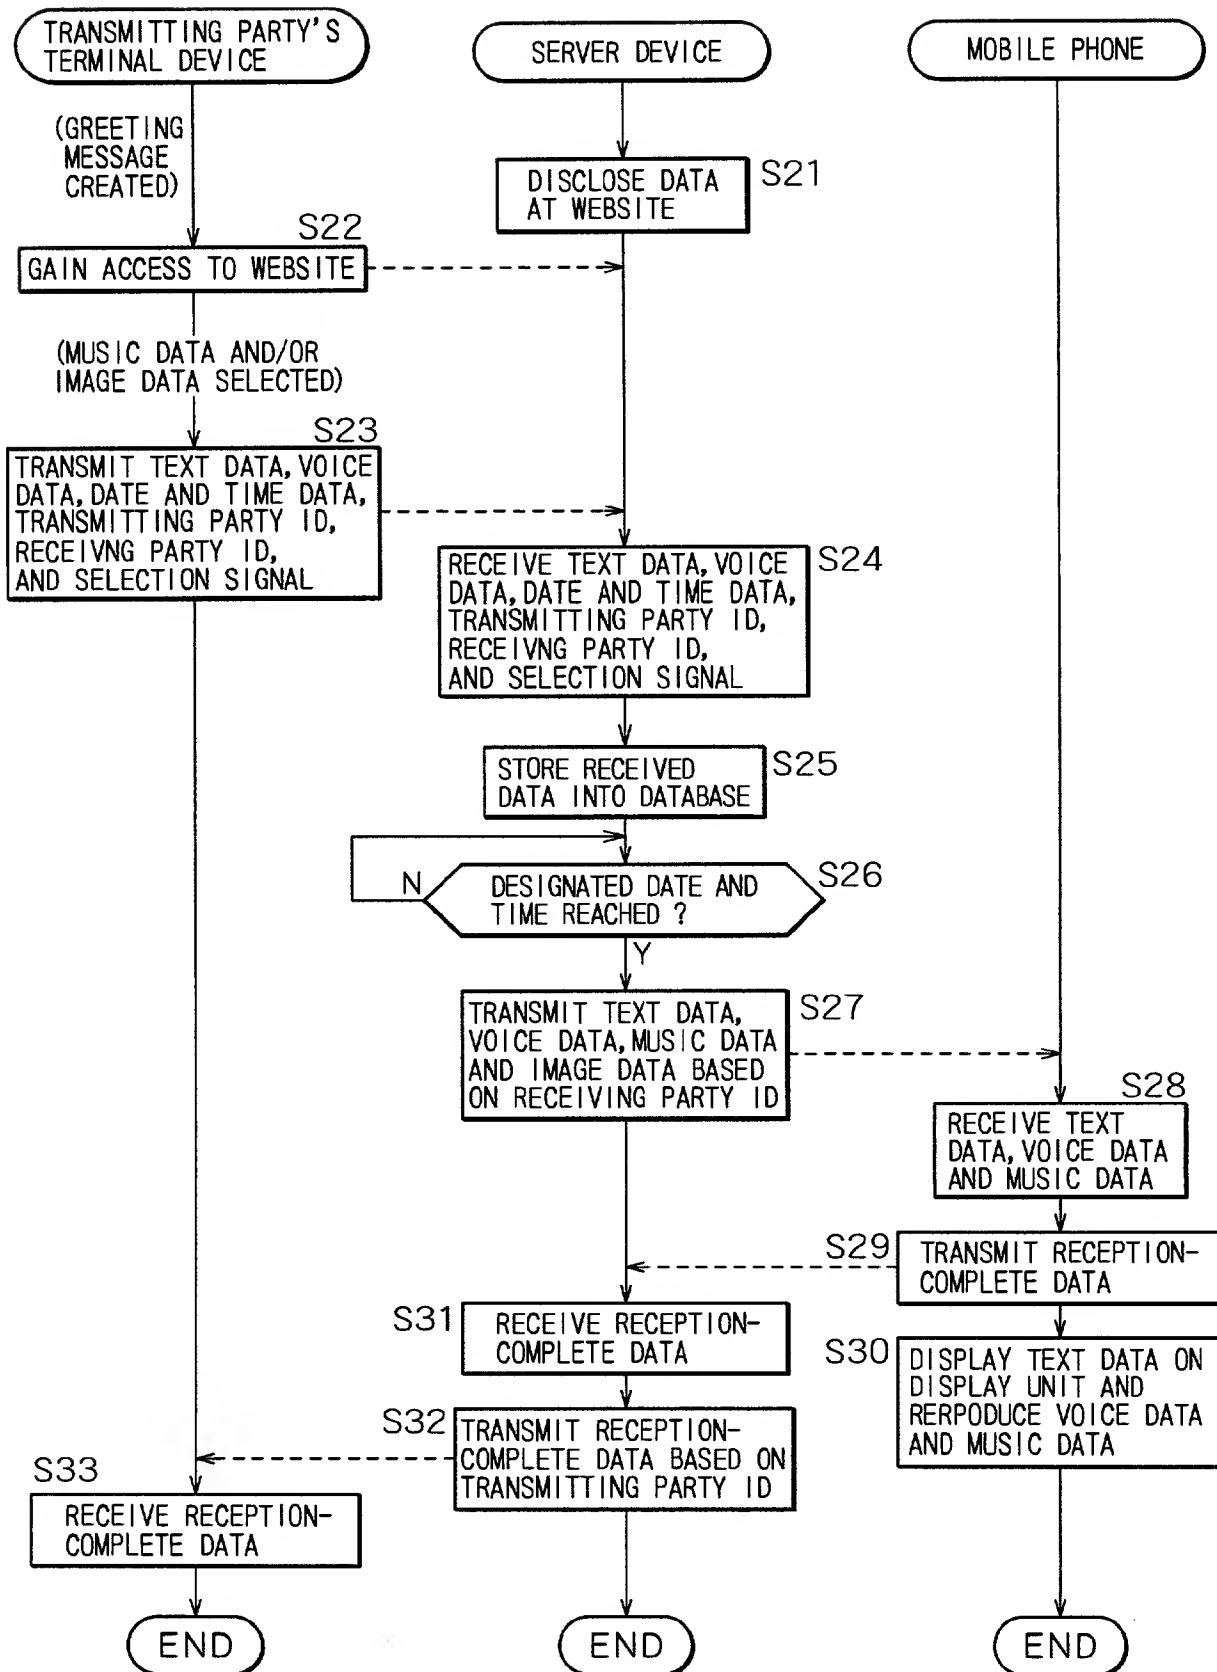 TRANSMITTING PARTY'S
TERMINAL DEVICE
SERVER DEVICE
MOBILE PHONE
(GREETING
MESSAGE
CREATED)
S21
DISCLOSE DATA
AT WEBSITE
S22
GAIN ACCESS TO WEBSITE
(MUSIC DATA AND/OR
IMAGE DATA SELECTED)
S23
TRANSMIT TEXT DATA, VOICE
DATA, DATE AND TIME DATA,
TRANSMITTING PARTY ID,
RECEIVNG PARTY ID,
AND SELECTION SIGNAL
S24
RECEIVE TEXT DATA, VOICE
DATA, DATE AND TIME DATA,
TRANSMITTING PARTY ID,
RECEIVNG PARTY ID,
AND SELECTION SIGNAL
S25
STORE RECEIVED
DATA INTO DATABASE
S26
N
DESIGNATED DATE AND
TIME REACHED ?
Y
S27
TRANSMIT TEXT DATA,
VOICE DATA, MUSIC DATA
AND IMAGE DATA BASED
ON RECEIVING PARTY ID
S28
RECEIVE TEXT
DATA, VOICE DATA
AND MUSIC DATA
S29
TRANSMIT RECEPTION-
COMPLETE DATA
S31
RECEIVE RECEPTION-
COMPLETE DATA
S30
DISPLAY TEXT DATA ON
DISPLAY UNIT AND
RERPODUCE VOICE DATA
AND MUSIC DATA
S32
TRANSMIT RECEPTION-
COMPLETE DATA BASED ON
TRANSMITTING PARTY ID
S33
RECEIVE RECEPTION-
COMPLETE DATA
END
END
END